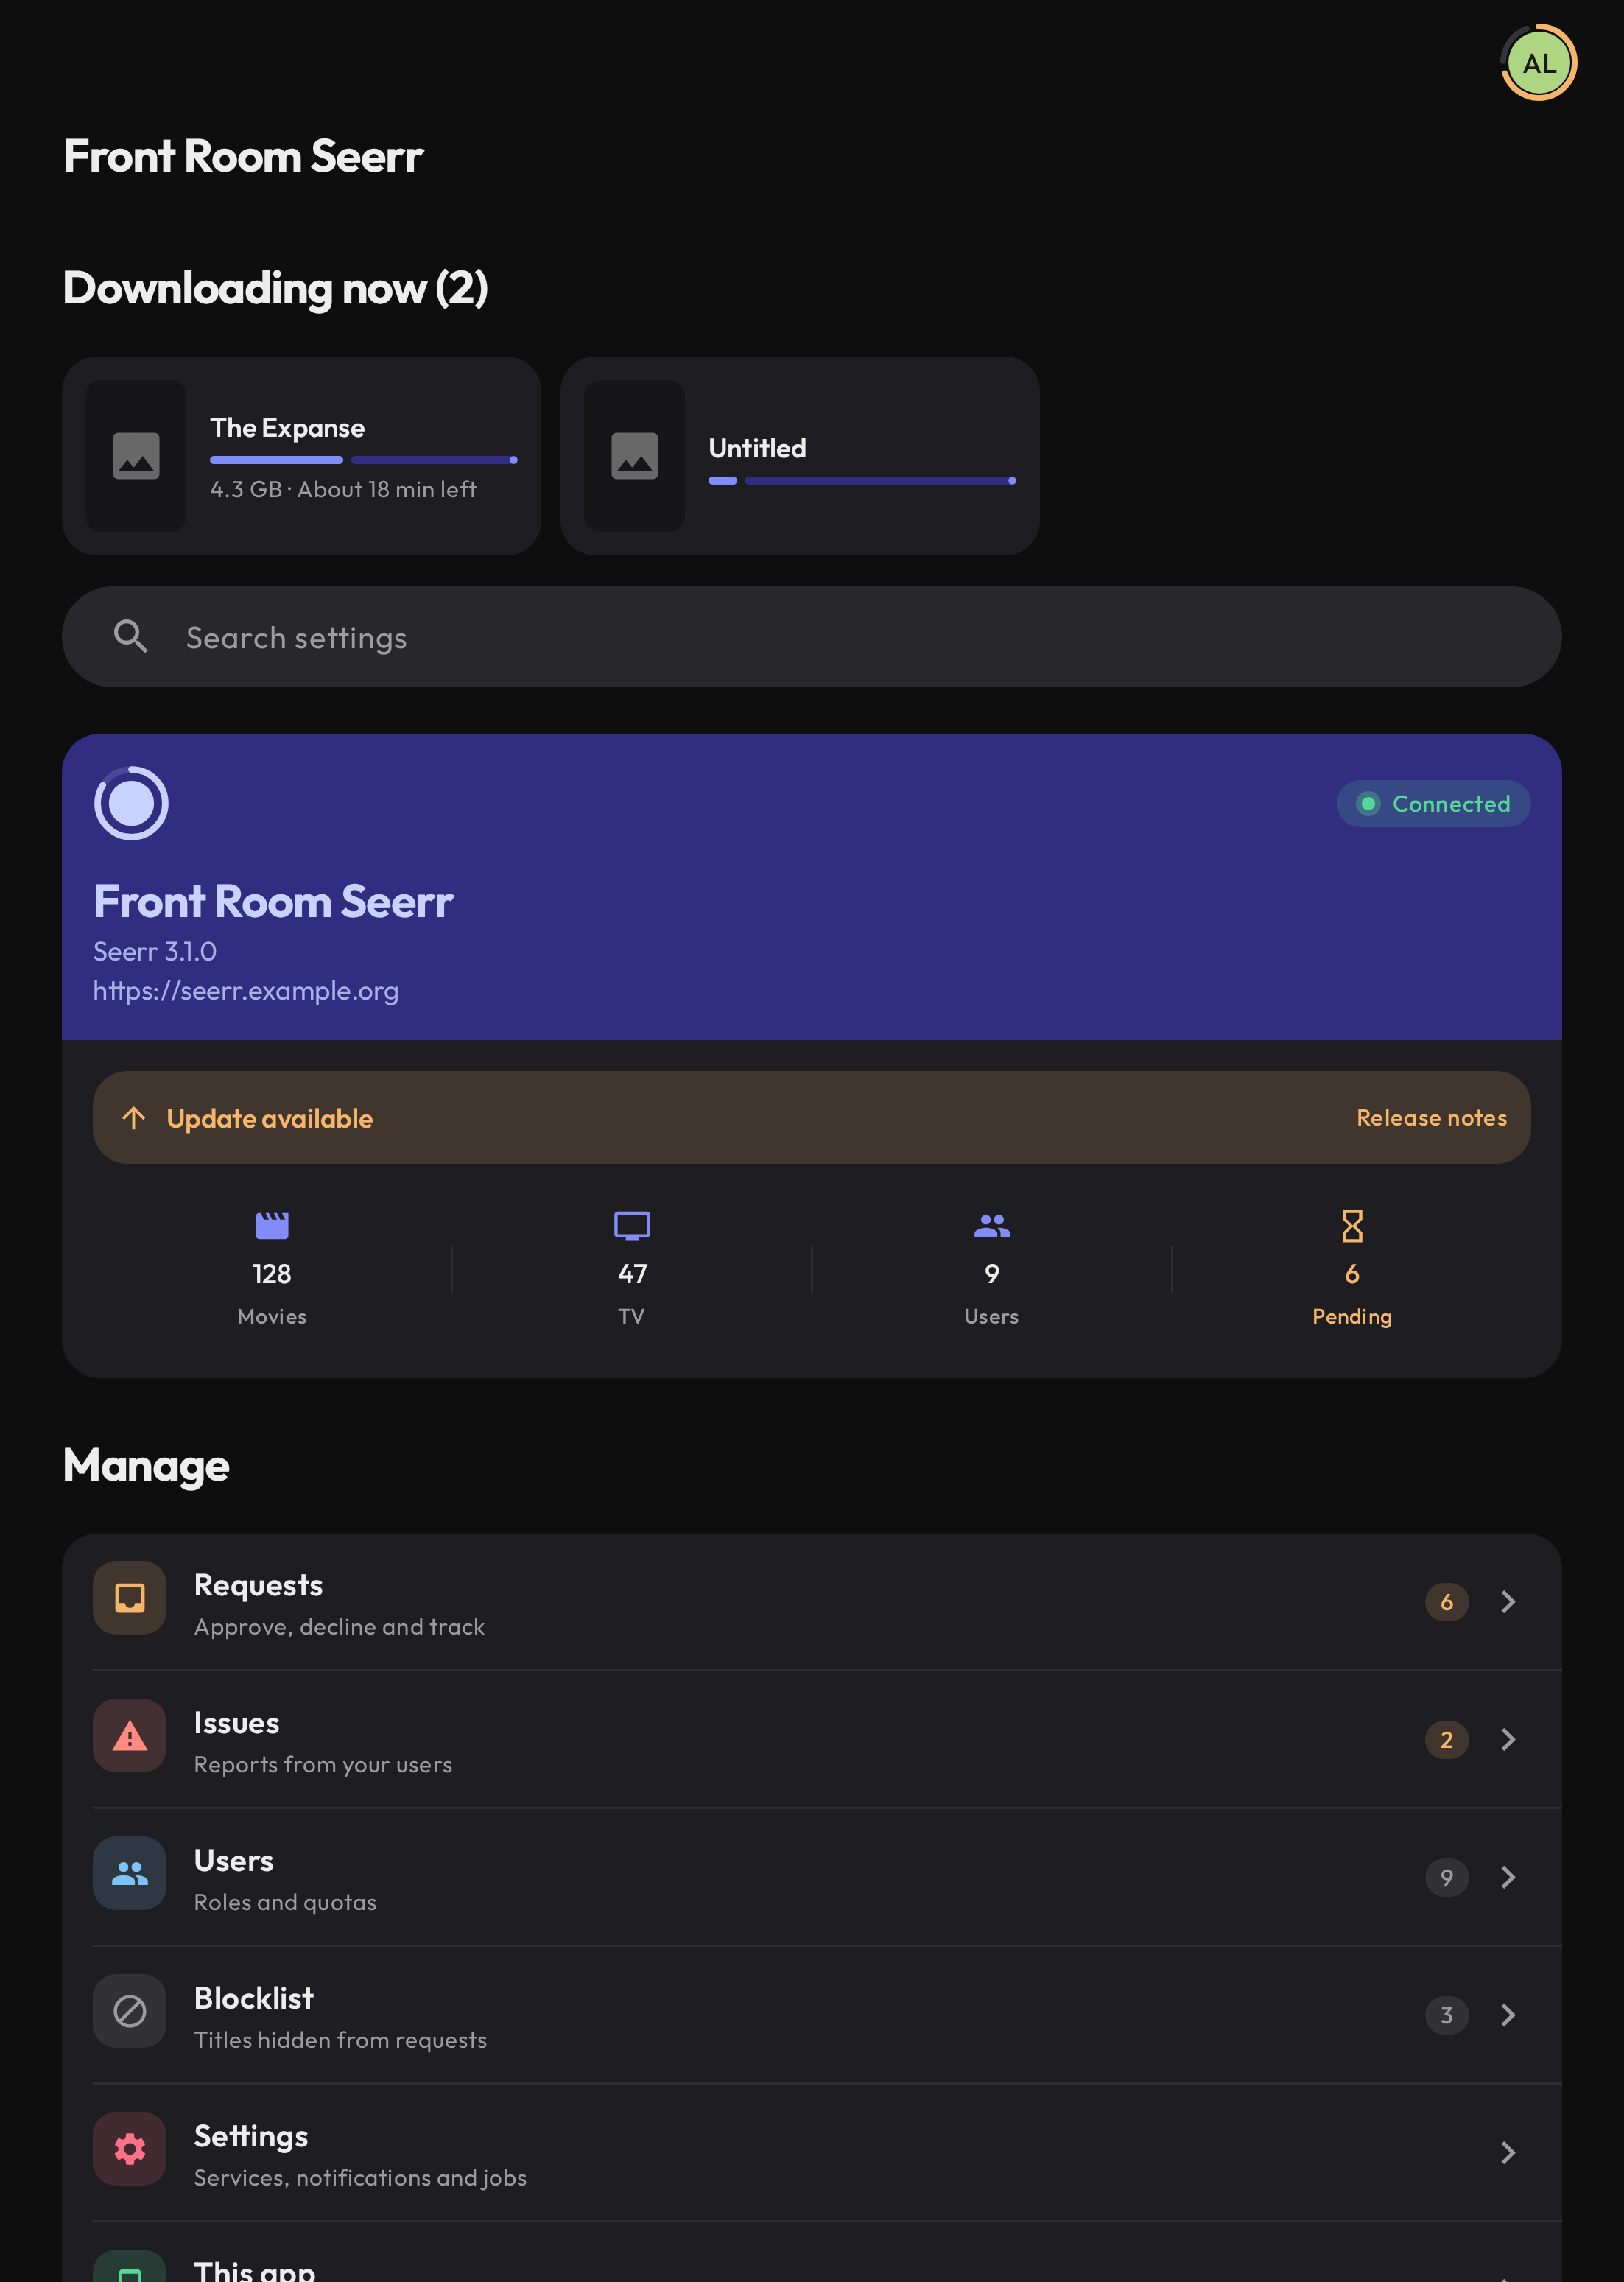 AL
Front Room Seerr
Downloading now (2)
The Expanse
4.3 GB · About 18 min left
Untitled
Search settings
Connected
Front Room Seerr
Seerr 3.1.0
https://seerr.example.org
Update available
Release notes
128
Movies
47
TV
9
Users
6
Pending
Manage
Requests
Approve, decline and track
6
Issues
Reports from your users
2
Users
Roles and quotas
9
Blocklist
Titles hidden from requests
3
Settings
Services, notifications and jobs
This app